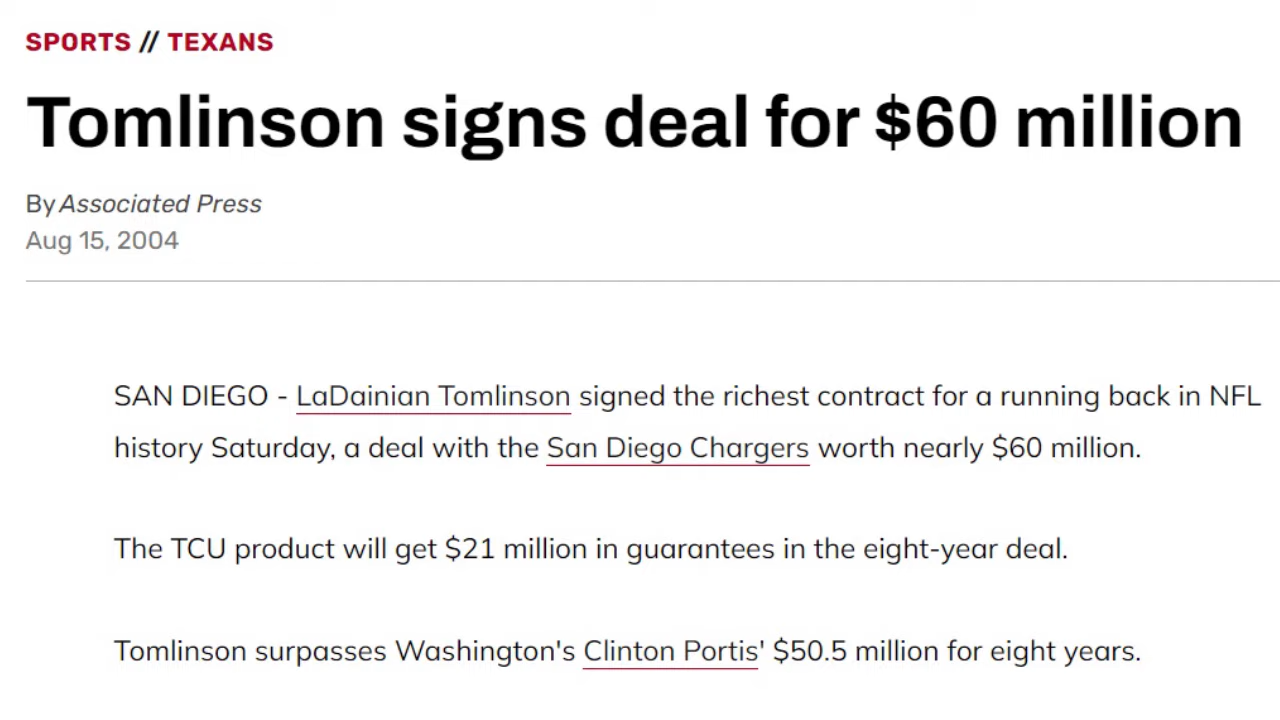 SPORTS // TEXANS
Tomlinson signs deal for $60 million
By Associated Press
Aug 15, 2004
SAN DIEGO - LaDainian Tomlinson signed the richest contract for a running back in NFL
history Saturday, a deal with the San Diego Chargers worth nearly $60 million.
The TCU product will get $21 million in guarantees in the eight-year deal.
Tomlinson surpasses Washington's Clinton Portis' $50.5 million for eight years.